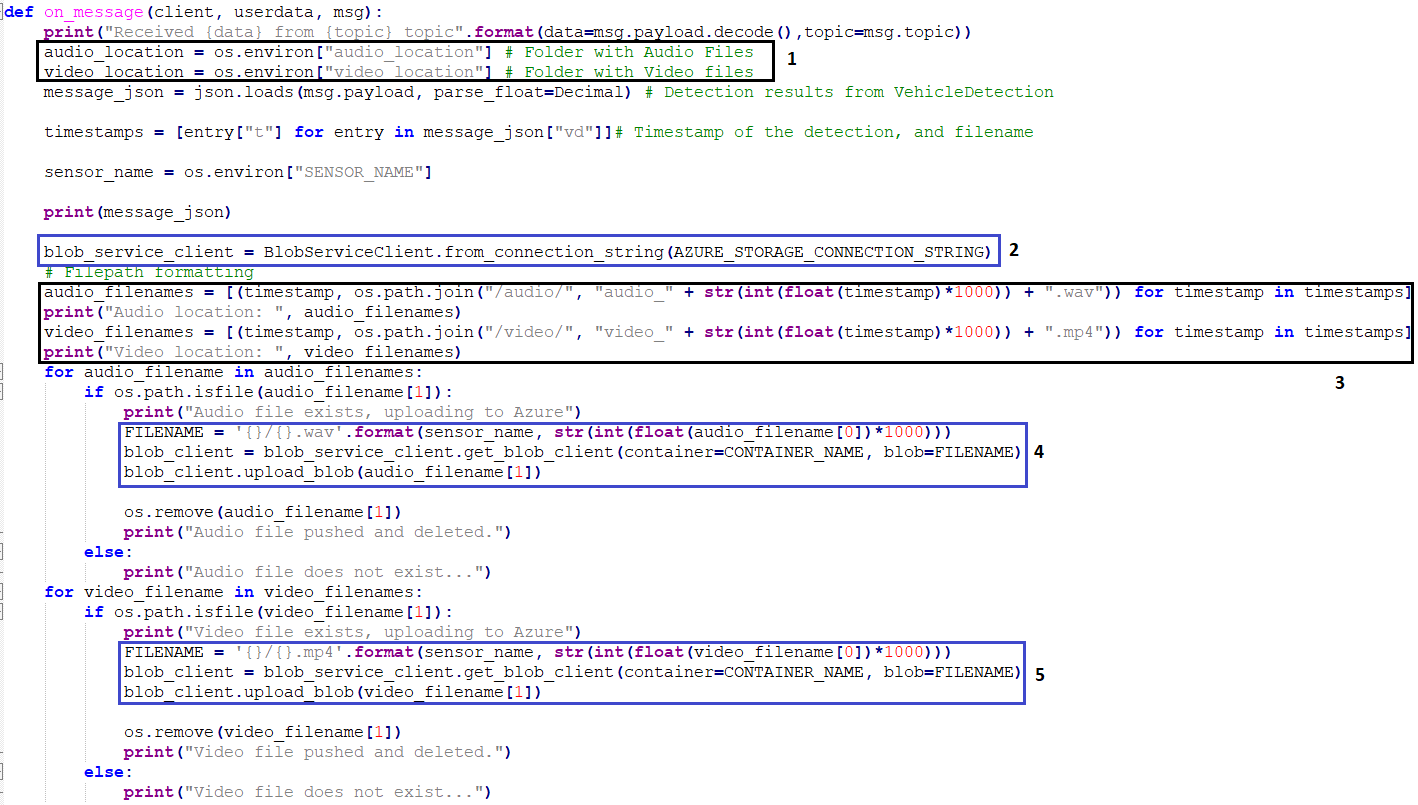 def on_message(client, userdata, msg):
    print("Received {data} from {topic} topic".format(data=msg.payload.decode(),topic=msg.topic))
    audio_location = os.environ["audio_location"] # Folder with Audio Files
1
    video_location = os.environ["video_location"] # Folder with Video files
    message_json = json.loads(msg.payload, parse_float=Decimal) # Detection results from VehicleDetection
    timestamps = [entry["t"] for entry in message_json["vd"]]# Timestamp of the detection, and filename
    sensor_name = os.environ["SENSOR_NAME"]
    print(message_json)
    blob_service_client = BlobServiceClient.from_connection_string(AZURE_STORAGE_CONNECTION_STRING) 2
    # Filepath formatting
    audio_filenames = [(timestamp, os.path.join("/audio/", "audio_" + str(int(float(timestamp)*1000)) + ".wav")) for timestamp in timestamps]
    print("Audio location: ", audio_filenames)
    video_filenames = [(timestamp, os.path.join("/video/", "video_" + str(int(float(timestamp)*1000)) + ".mp4")) for timestamp in timestamps]
    print("Video location: ", video_filenames)
    for audio_filename in audio_filenames:
3
        if os.path.isfile(audio_filename[1]):
            print("Audio file exists, uploading to Azure")
            FILENAME = '{}/{}.wav'.format(sensor_name, str(int(float(audio_filename[0])*1000)))
            blob_client = blob_service_client.get_blob_client(container=CONTAINER_NAME, blob=FILENAME) 4
            blob_client.upload_blob(audio_filename[1])
            os.remove(audio_filename[1])
            print("Audio file pushed and deleted.")
        else:
            print("Audio file does not exist...")
    for video_filename in video_filenames:
        if os.path.isfile(video_filename[1]):
            print("Video file exists, uploading to Azure")
            FILENAME = '{}/{}.mp4'.format(sensor_name, str(int(float(video_filename[0])*1000)))
            blob_client = blob_service_client.get_blob_client(container=CONTAINER_NAME, blob=FILENAME) 5
            blob_client.upload_blob(video_filename[1])
            os.remove(video_filename[1])
            print("Video file pushed and deleted.")
        else:
            print("Video file does not exist...")